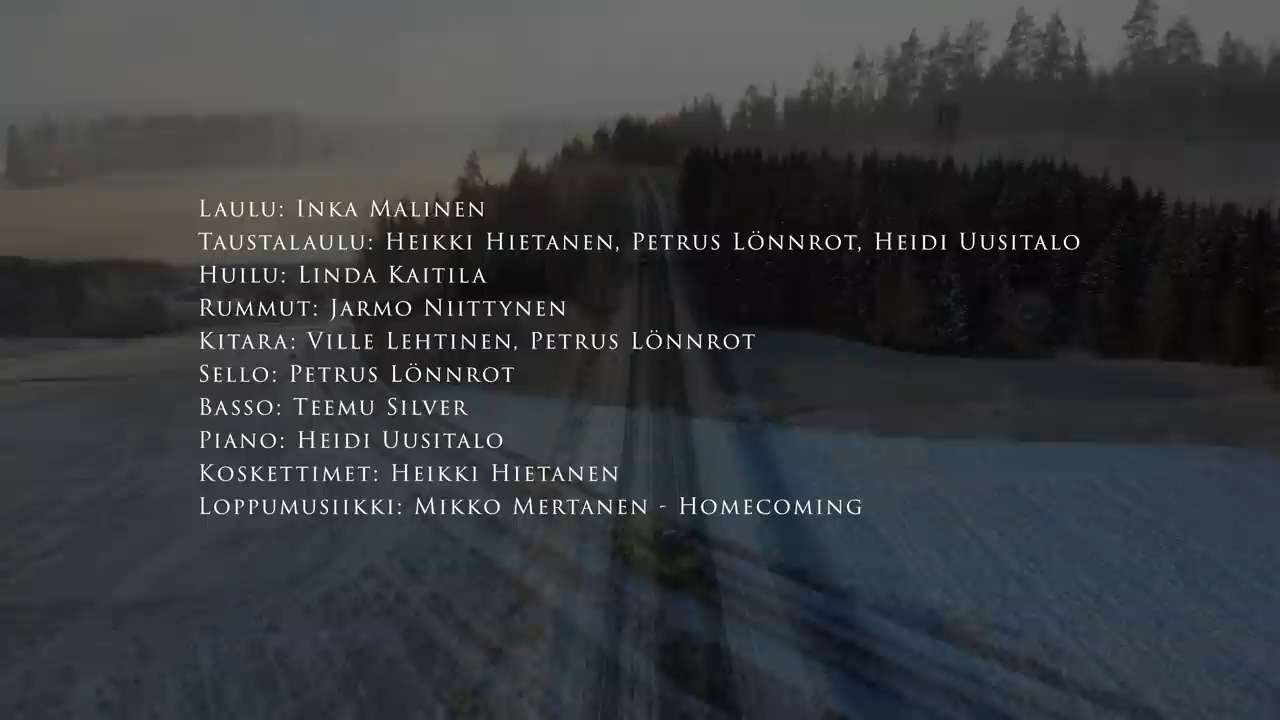 Laulu: Inka Malinen
Taustalaulu: Heikki Hietanen, Petrus Lönnrot, Heidi Uusitalo
Huilu: Linda Kaitila
Rummut: Jarmo Niittynen
Kitara: Ville Lehtinen, Petrus Lönnrot
Sello: Petrus Lönnrot
Basso: Teemu Silver
Piano: Heidi Uusitalo
Koskettimet: Heikki Hietanen
Loppumusiikki: Mikko Mertanen - Homecoming